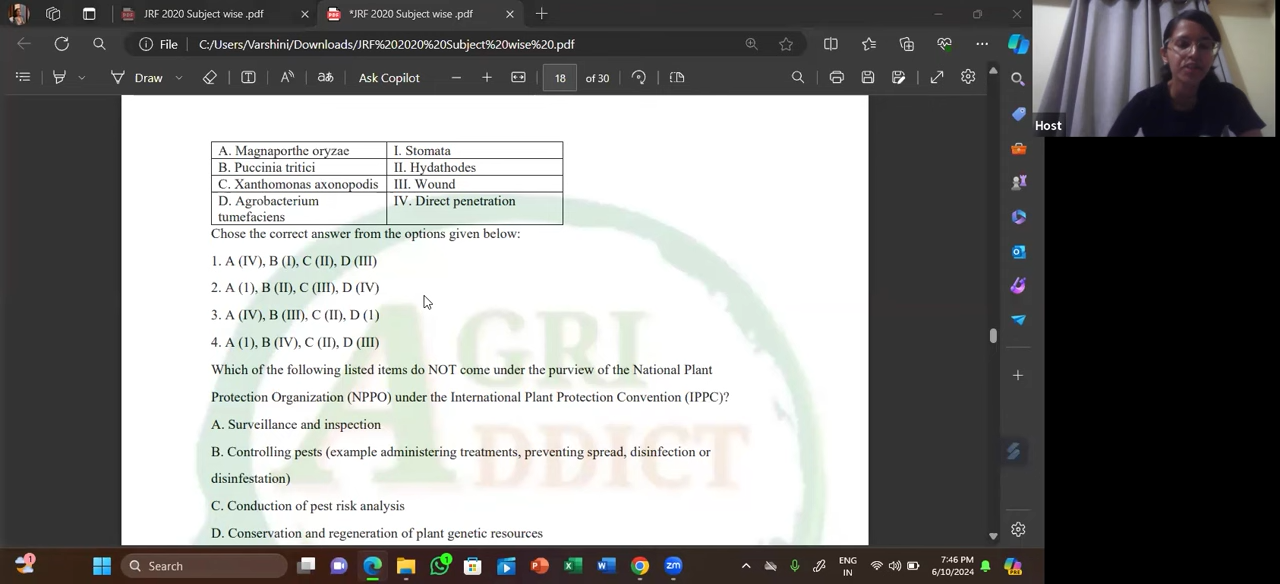 JRF 2020 Subject wise .pdf
*JRF 2020 Subject wise .pdf
File
C:/Users/Varshini/Downloads/JRF%202020%20Subject%20wise%20.pdf
Draw
Ask Copilot
18 of 30
Host
A. Magnaporthe oryzae I. Stomata
B. Puccinia tritici II. Hydathodes
C. Xanthomonas axonopodis III. Wound
D. Agrobacterium IV. Direct penetration
tumefaciens
Chose the correct answer from the options given below:
1. A (IV), B (I), C (II), D (III)
2. A (1), B (II), C (III), D (IV)
3. A (IV), B (III), C (II), D (1)
4. A (1), B (IV), C (II), D (III)
Which of the following listed items do NOT come under the purview of the National Plant
Protection Organization (NPPO) under the International Plant Protection Convention (IPPC)?
A. Surveillance and inspection
B. Controlling pests (example administering treatments, preventing spread, disinfection or
disinfestation)
C. Conduction of pest risk analysis
D. Conservation and regeneration of plant genetic resources
AGRI
ADDICT
Search
ENG
IN
7:46 PM
6/10/2024